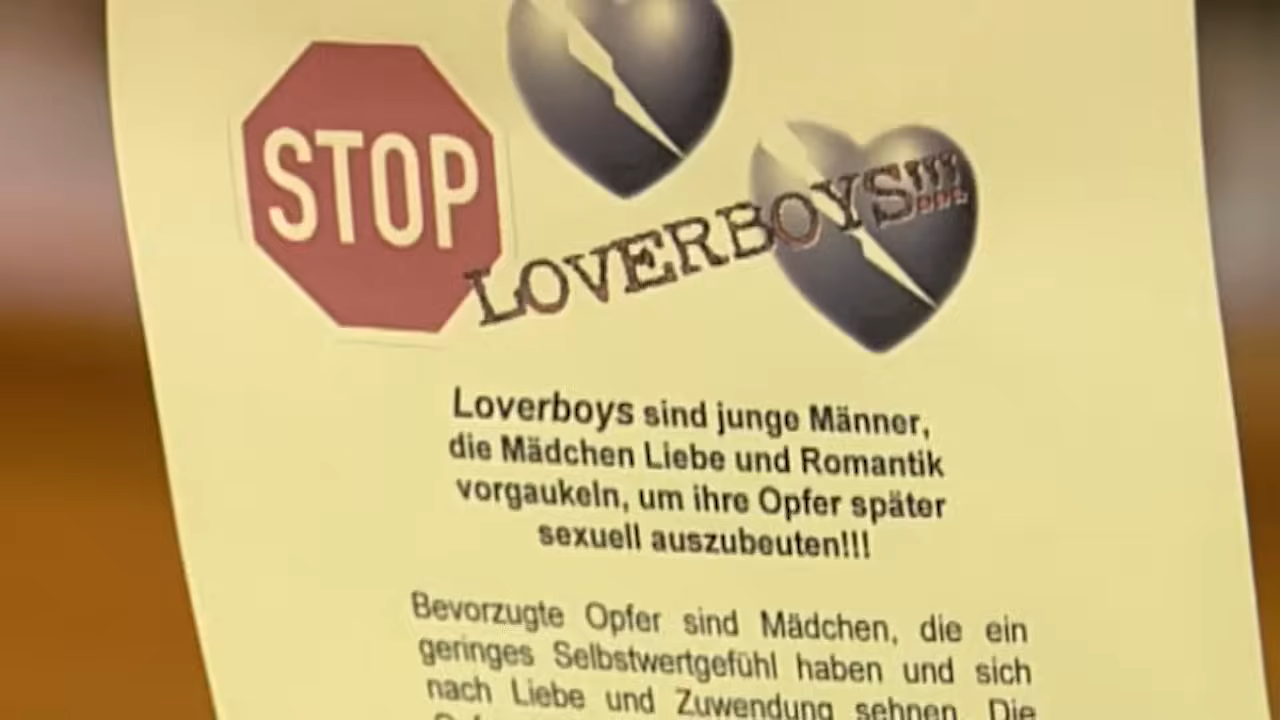 STOP
LOVERBOYS!!!
Loverboys sind junge Männer,
die Mädchen Liebe und Romantik
vorgaukeln, um ihre Opfer später
sexuell auszubeuten!!!
Bevorzugte Opfer sind Mädchen, die ein
geringes Selbstwertgefühl haben und sich
nach Liebe und Zuwendung sehnen. Die